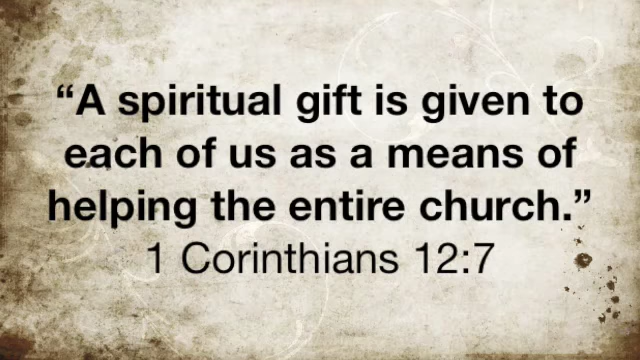 “A spiritual gift is given to
each of us as a means of
helping the entire church.”
1 Corinthians 12:7